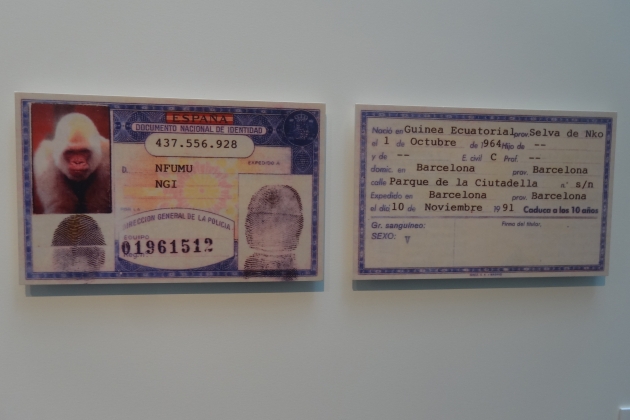 ESPAÑA
DOCUMENTO NACIONAL DE IDENTIDAD
437.556.928
EXPEDIDO A
D. NFUMU
NGI
DIRECCION GENERAL DE LA POLICIA
EQUIPO
01961512
Nacio en Guinea Ecuatorial prov. Selva de Nko
el 1 de Octubre de 1964 Hijo de --
y de -- E. civil C Prof. --
domic. en Barcelona prov. Barcelona
calle Parque de la Ciutadella n° s/n
Expedido en Barcelona prov. Barcelona
el dia 10 de Noviembre 1991 Caduca a los 10 años
Gr. sanguíneo: Firma del titular,
SEXO: V